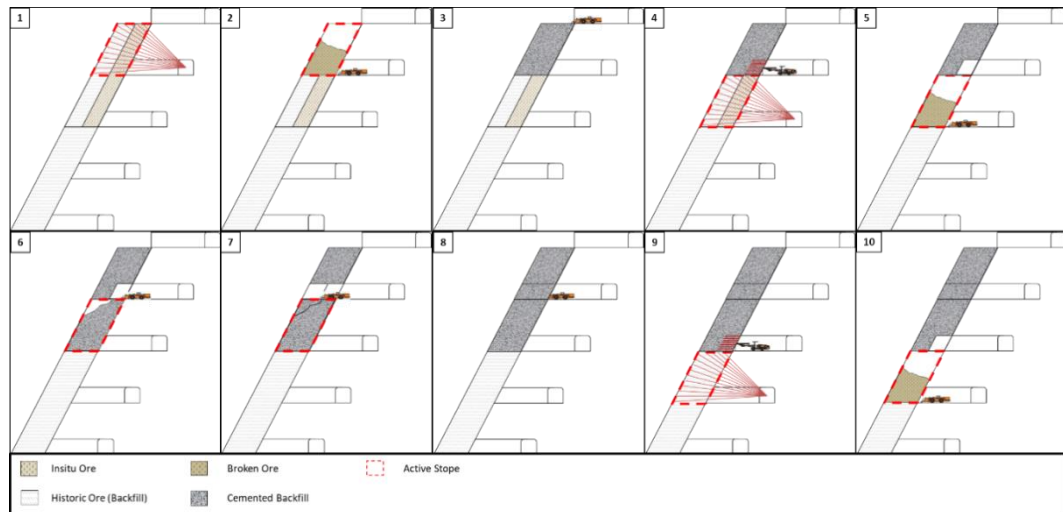 1 2 3 4 5
6 7 8 9 10
Insitu Ore Broken Ore Active Stope
Historic Ore (Backfill) Cemented Backfill